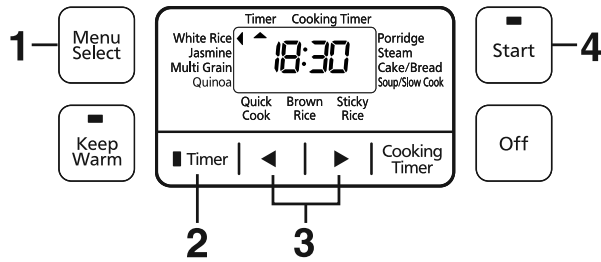 Timer Cooking Timer
1
Menu
Select
White Rice
Jasmine
Multi Grain
Quinoa
18:30
Porridge
Steam
Cake/Bread
Soup/Slow Cook
Start
4
Quick
Cook
Brown
Rice
Sticky
Rice
Keep
Warm
Off
Timer
Cooking
Timer
2
3